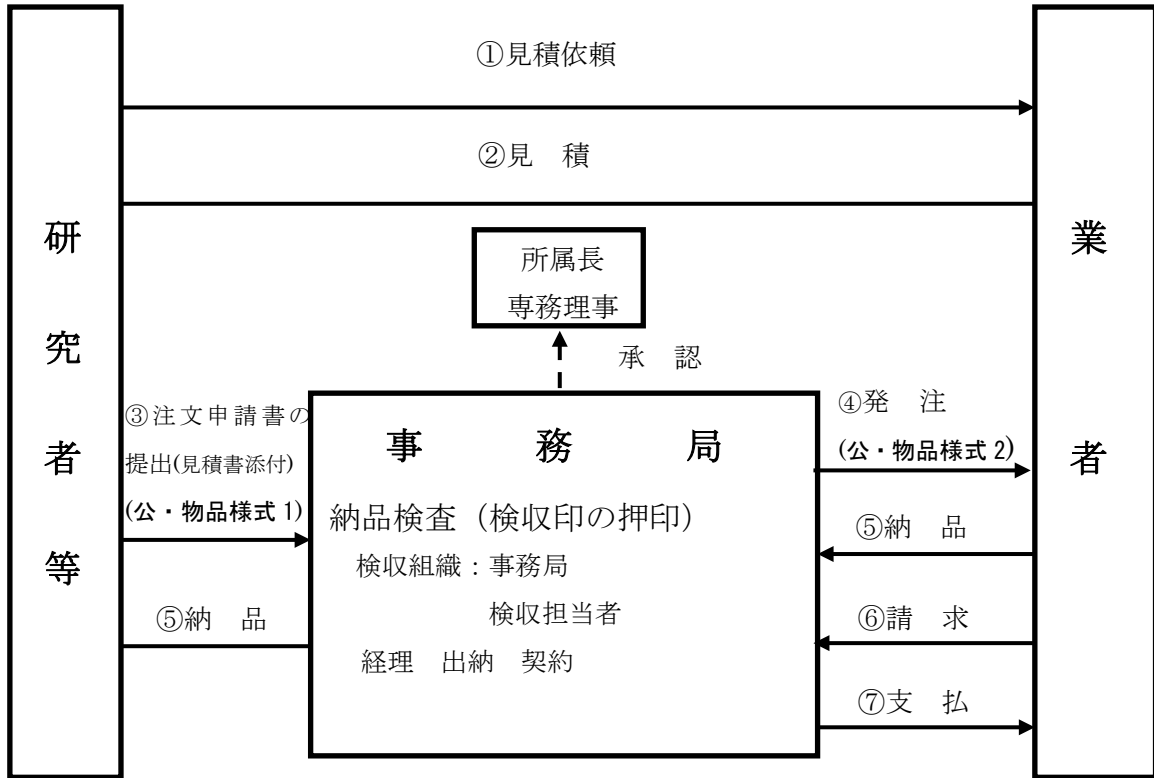 ①見積依頼
②見　積
研究者等
業者
所属長
専務理事
承　認
③注文申請書の
提出(見積書添付)
(公・物品様式 1)
④発　注
(公・物品様式 2)
事　務　局
納品検査（検収印の押印）
検収組織：事務局
検収担当者
経理　出納　契約
⑤納　品
⑤納　品
⑥請　求
⑦支　払